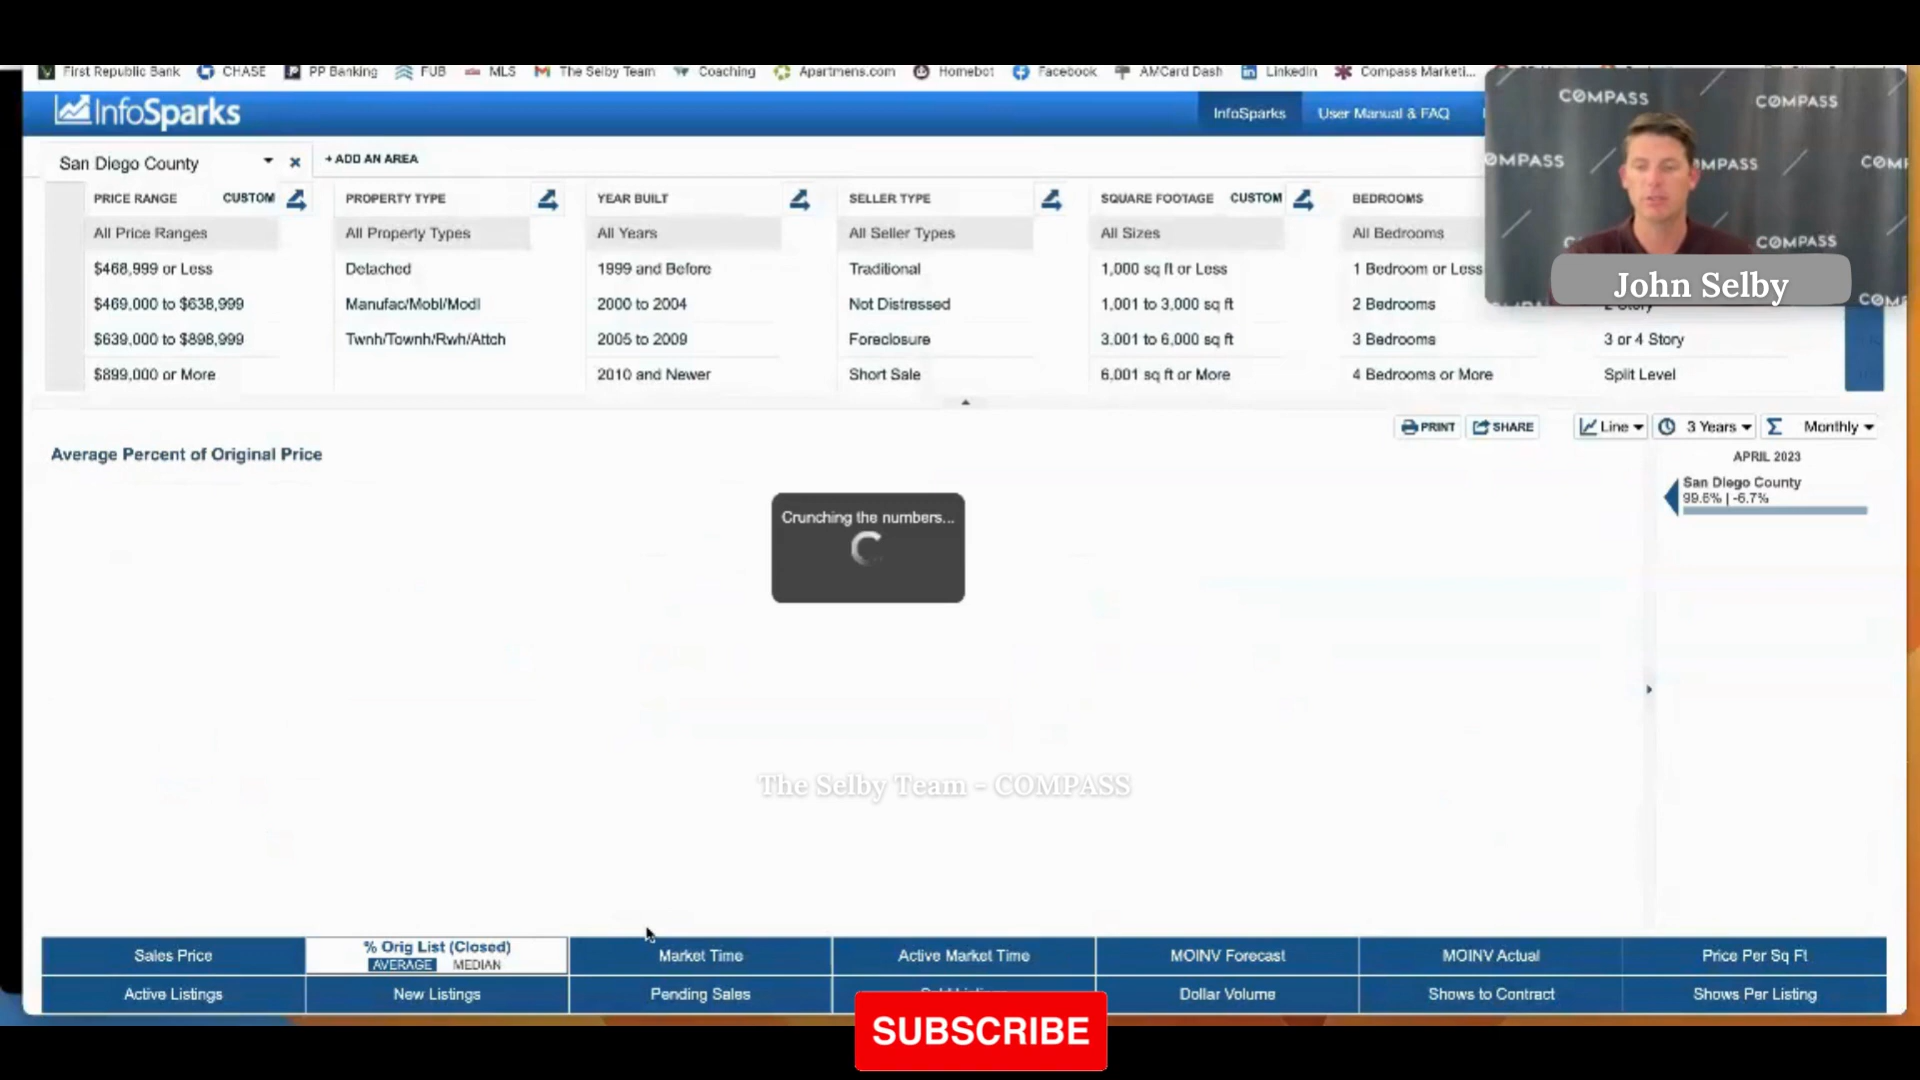 First Republic Bank CHASE PP Banking FUB MLS The Selby Team Coaching Apartmens.com Homebot Facebook AMCard Dash LinkedIn Compass Marketi...
InfoSparks
InfoSparks User Manual & FAQ
San Diego County + ADD AN AREA
PRICE RANGE CUSTOM PROPERTY TYPE YEAR BUILT SELLER TYPE SQUARE FOOTAGE CUSTOM BEDROOMS
All Price Ranges All Property Types All Years All Seller Types All Sizes All Bedrooms
$468,999 or Less Detached 1999 and Before Traditional 1,000 sq ft or Less 1 Bedroom or Less
$469,000 to $638,999 Manufac/Mobl/Modl 2000 to 2004 Not Distressed 1,001 to 3,000 sq ft 2 Bedrooms
$639,000 to $898,999 Twnh/Townh/Rwh/Attch 2005 to 2009 Foreclosure 3.001 to 6,000 sq ft 3 Bedrooms 3 or 4 Story
$899,000 or More 2010 and Newer Short Sale 6,001 sq ft or More 4 Bedrooms or More Split Level
COMPASS COMPASS
COMPASS
COMPASS
John Selby
PRINT SHARE Line 3 Years Monthly
Average Percent of Original Price
APRIL 2023
San Diego County
99.6% | -6.7%
Crunching the numbers...
The Selby Team - COMPASS
Sales Price % Orig List (Closed) Market Time Active Market Time MOINV Forecast MOINV Actual Price Per Sq Ft
AVERAGE MEDIAN
Active Listings New Listings Pending Sales Dollar Volume Shows to Contract Shows Per Listing
SUBSCRIBE